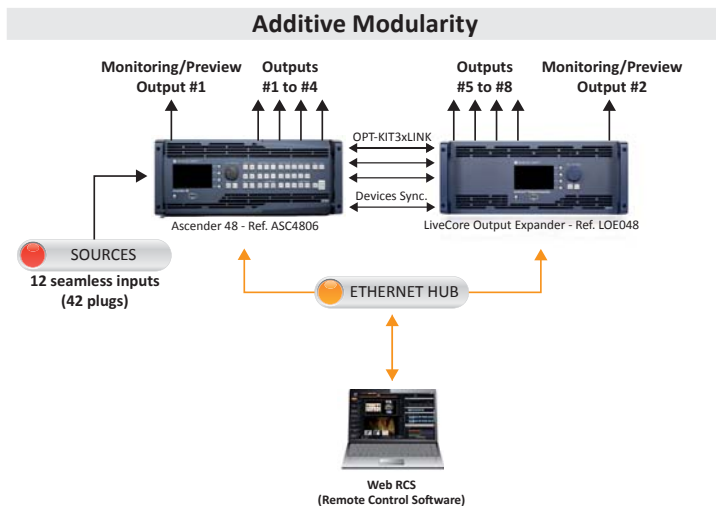 Additive Modularity
Monitoring/Preview
Output #1
Outputs
#1 to #4
Outputs
#5 to #8
Monitoring/Preview
Output #2
OPT-KIT3xLINK
Devices Sync.
Ascender 48 - Ref. ASC4806
LiveCore Output Expander - Ref. LOE048
SOURCES
12 seamless inputs
(42 plugs)
ETHERNET HUB
Web RCS
(Remote Control Software)